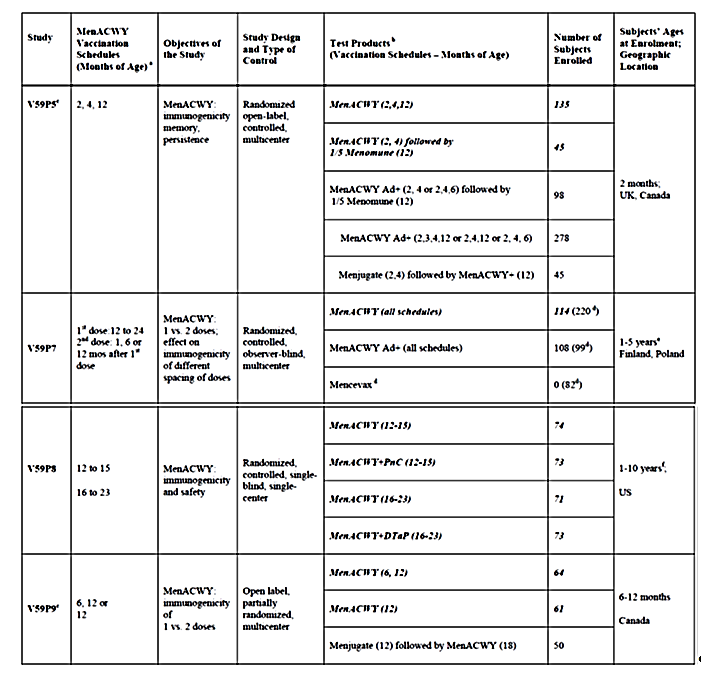 Study
MenACWY
Vaccination
Schedules
(Months of Age) a
Objectives of
the Study
Study Design
and Type of
Control
Test Products b
(Vaccination Schedules – Months of Age)
Number of
Subjects
Enrolled
Subjects' Ages
at Enrolment;
Geographic
Location
V59P5c
2, 4, 12
MenACWY:
immunogenicity
memory,
persistence
Randomized
open-label,
controlled,
multicenter
MenACWY (2,4,12)
135
MenACWY (2, 4) followed by
1/5 Menomune (12)
45
MenACWY Ad+ (2, 4 or 2,4,6) followed by
1/5 Menomune (12)
98
MenACWY Ad+ (2,3,4,12 or 2,4,12 or 2, 4, 6)
278
Menjugate (2,4) followed by MenACWY+ (12)
45
2 months;
UK, Canada
V59P7
1st dose:12 to 24
2nd dose: 1, 6 or
12 mos after 1st
dose
MenACWY:
1 vs. 2 doses;
effect on
immunogenicity
of different
spacing of doses
Randomized,
controlled,
observer-blind,
multicenter
MenACWY (all schedules)
114 (220d)
MenACWY Ad+ (all schedules)
108 (99d)
Mencevax d
0 (82d)
1-5 yearse
Finland, Poland
V59P8
12 to 15
16 to 23
MenACWY:
immunogenicity
and safety
Randomized,
controlled, single-
blind, single-
center
MenACWY (12-15)
74
MenACWY+PnC (12-15)
73
MenACWY (16-23)
71
MenACWY+DTaP (16-23)
73
1-10 yearsf;
US
V59P9c
6, 12 or
12
MenACWY:
immunogenicity
of
1 vs. 2 doses
Open label,
partially
randomized,
multicenter
MenACWY (6, 12)
64
MenACWY (12)
61
Menjugate (12) followed by MenACWY (18)
50
6-12 months
Canada